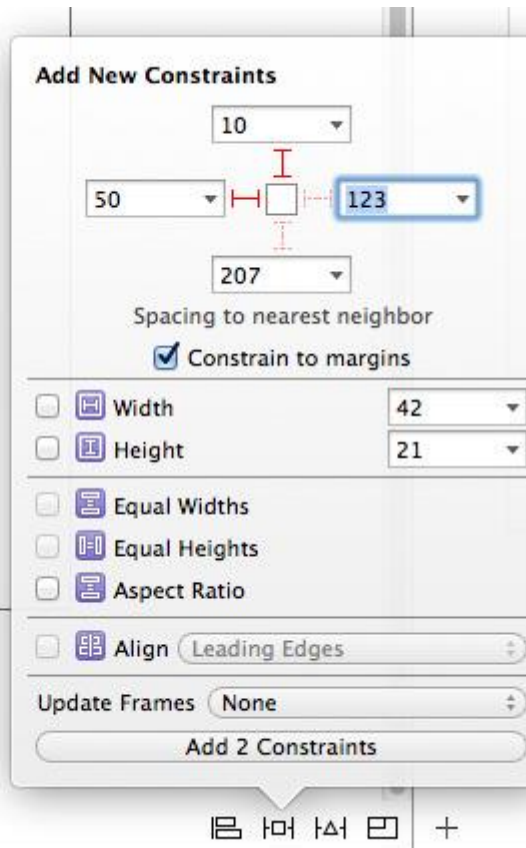 Add New Constraints
10
50
123
207
Spacing to nearest neighbor
Constrain to margins
Width
42
Height
21
Equal Widths
Equal Heights
Aspect Ratio
Align Leading Edges
Update Frames None
Add 2 Constraints